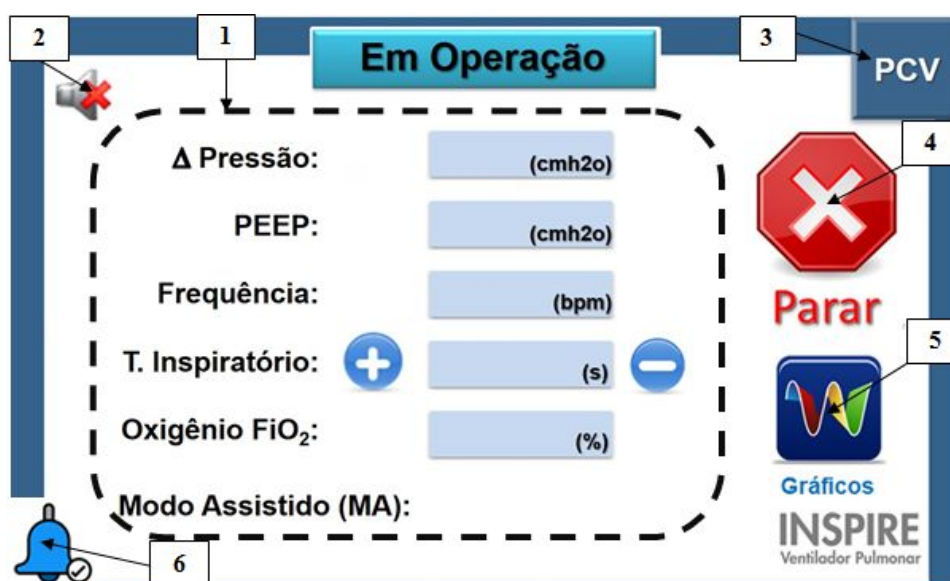 2
1
3
Em Operação
PCV
4
Δ Pressão:
(cmh2o)
PEEP:
(cmh2o)
Frequência:
(bpm)
Parar
5
T. Inspiratório:
(s)
Oxigênio FiO₂:
(%)
Gráficos
Modo Assistido (MA):
INSPIRE
Ventilador Pulmonar
6